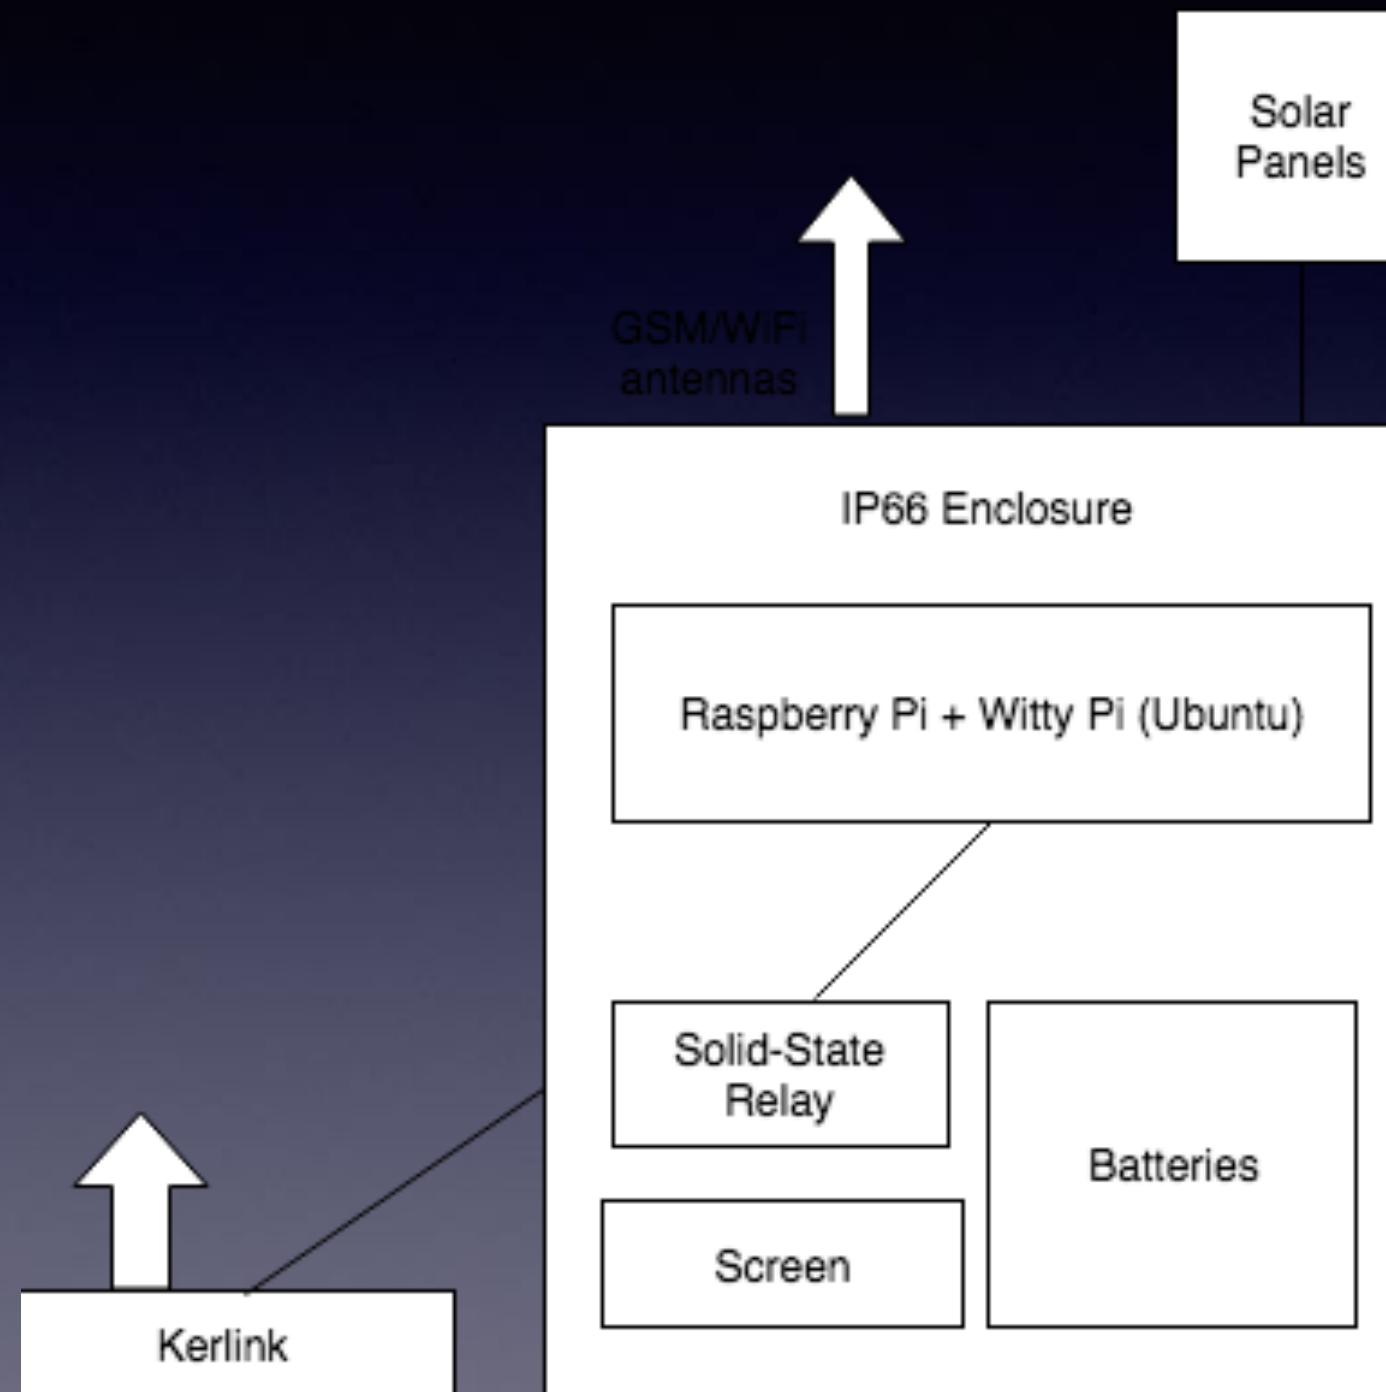 Solar
Panels
GSM/WiFi
antennas
IP66 Enclosure
Raspberry Pi + Witty Pi (Ubuntu)
Solid-State
Relay
Batteries
Screen
Kerlink